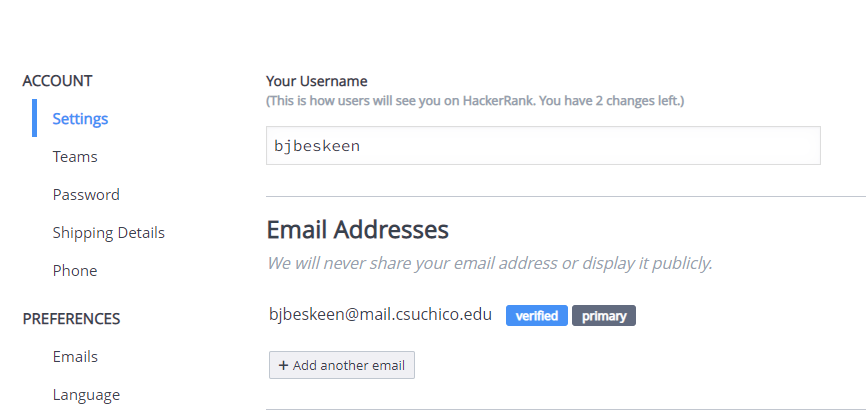 ACCOUNT
Settings
Teams
Password
Shipping Details
Phone
PREFERENCES
Emails
Language
Your Username
(This is how users will see you on HackerRank. You have 2 changes left.)
bjbeskeen
Email Addresses
We will never share your email address or display it publicly.
bjbeskeen@mail.csuchico.edu verified primary
+ Add another email